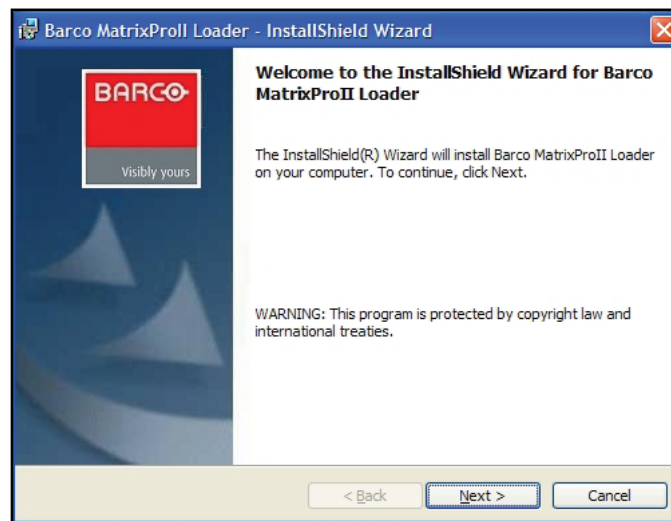 Barco MatrixProII Loader - InstallShield Wizard
BARCO
Visibly yours
Welcome to the InstallShield Wizard for Barco
MatrixProII Loader
The InstallShield(R) Wizard will install Barco MatrixProII Loader
on your computer. To continue, click Next.
WARNING: This program is protected by copyright law and
international treaties.
< Back
Next >
Cancel